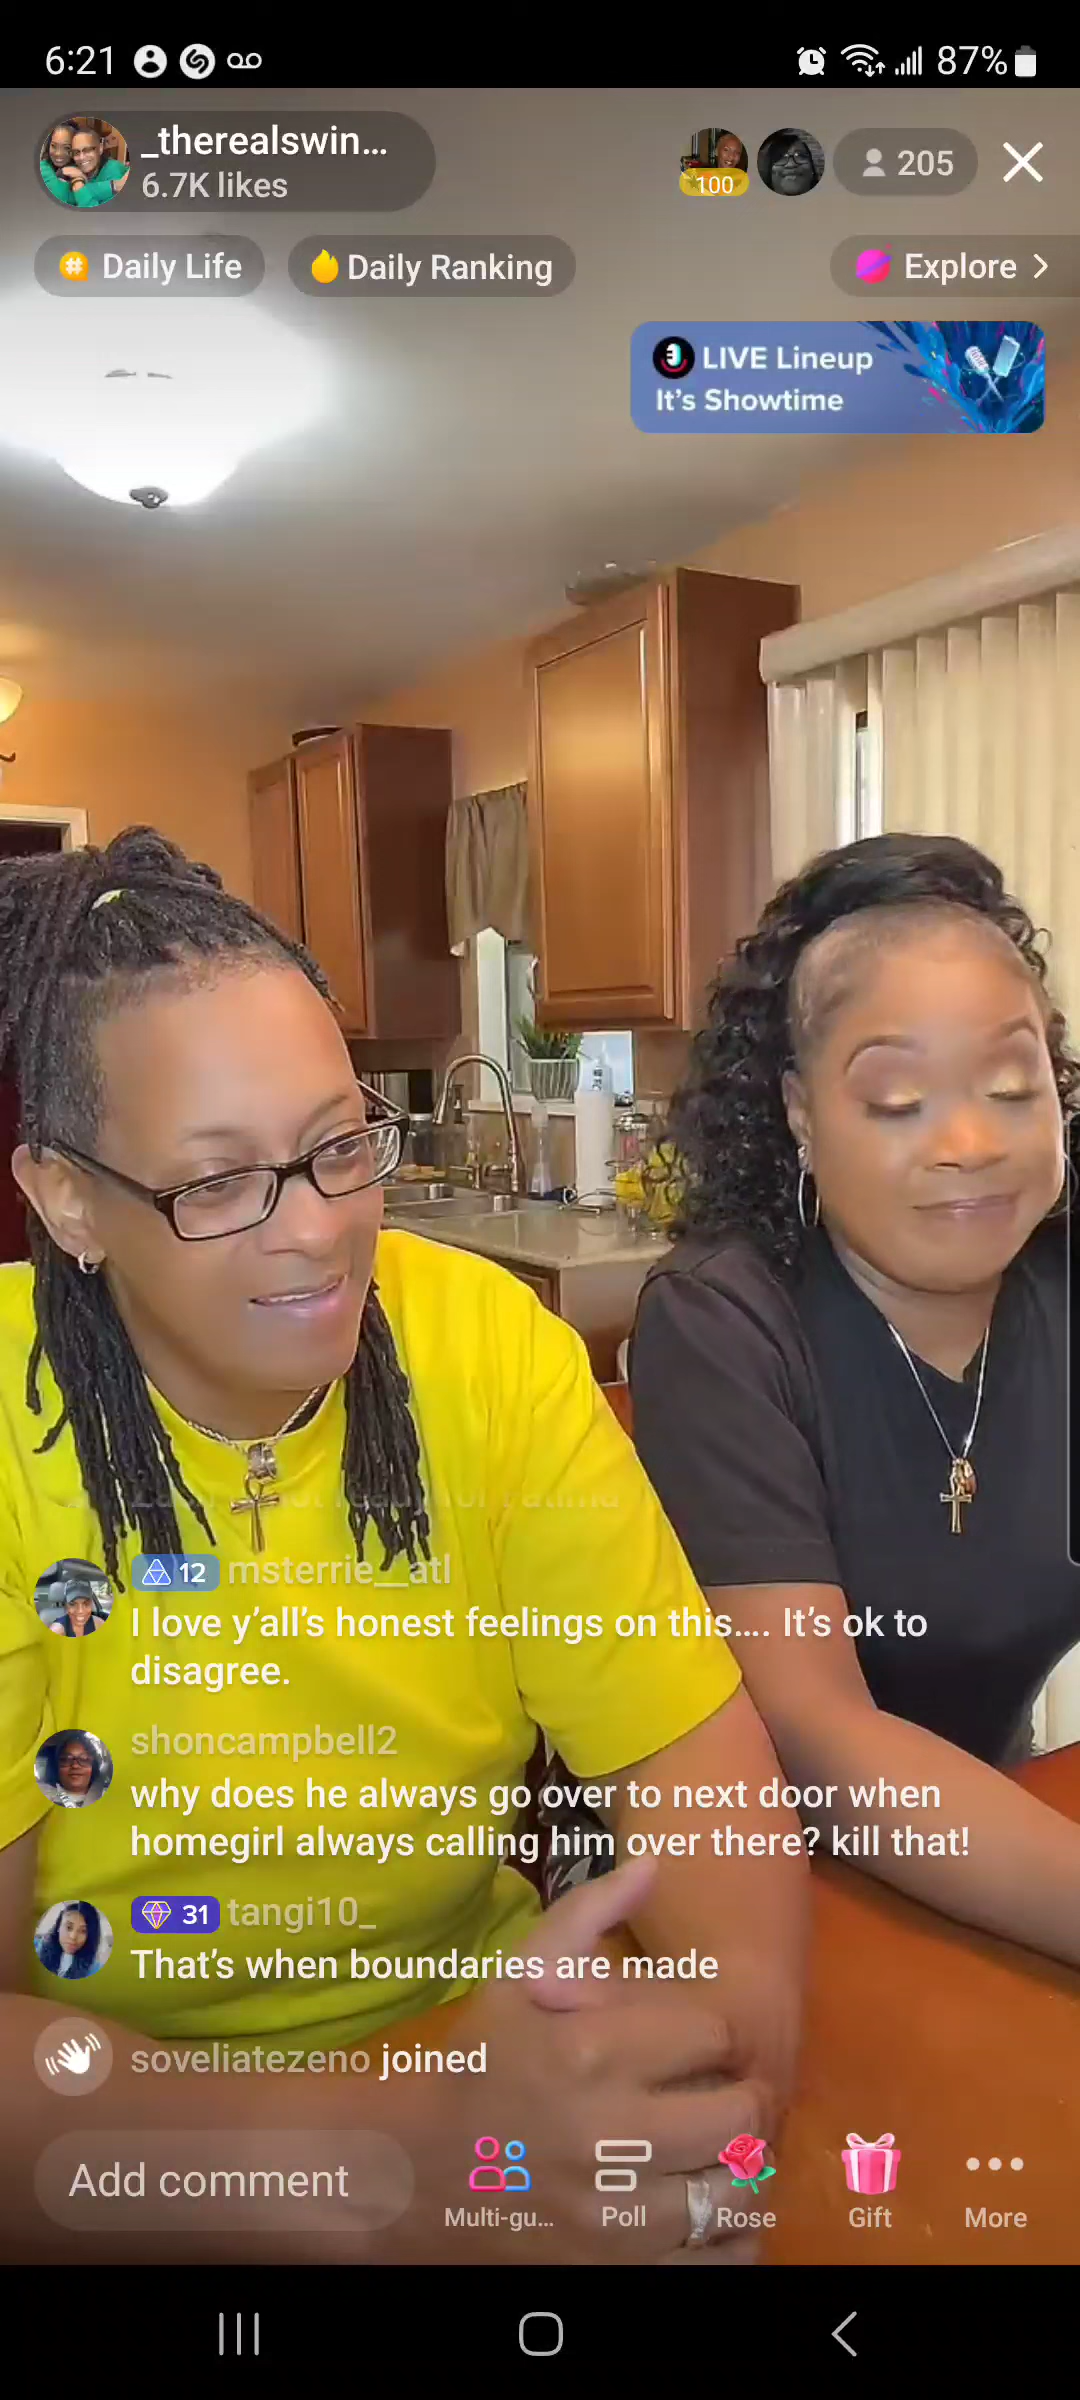 6:21
87%
_therealswin...
6.7K likes
100
205
Daily Life
Daily Ranking
Explore >
LIVE Lineup
It's Showtime
12 msterrie__atl
I love y'all's honest feelings on this.... It's ok to
disagree.
shoncampbell2
why does he always go over to next door when
homegirl always calling him over there? kill that!
31 tangi10_
That's when boundaries are made
soveliatezeno joined
Add comment
Multi-gu...
Poll
Rose
Gift
More